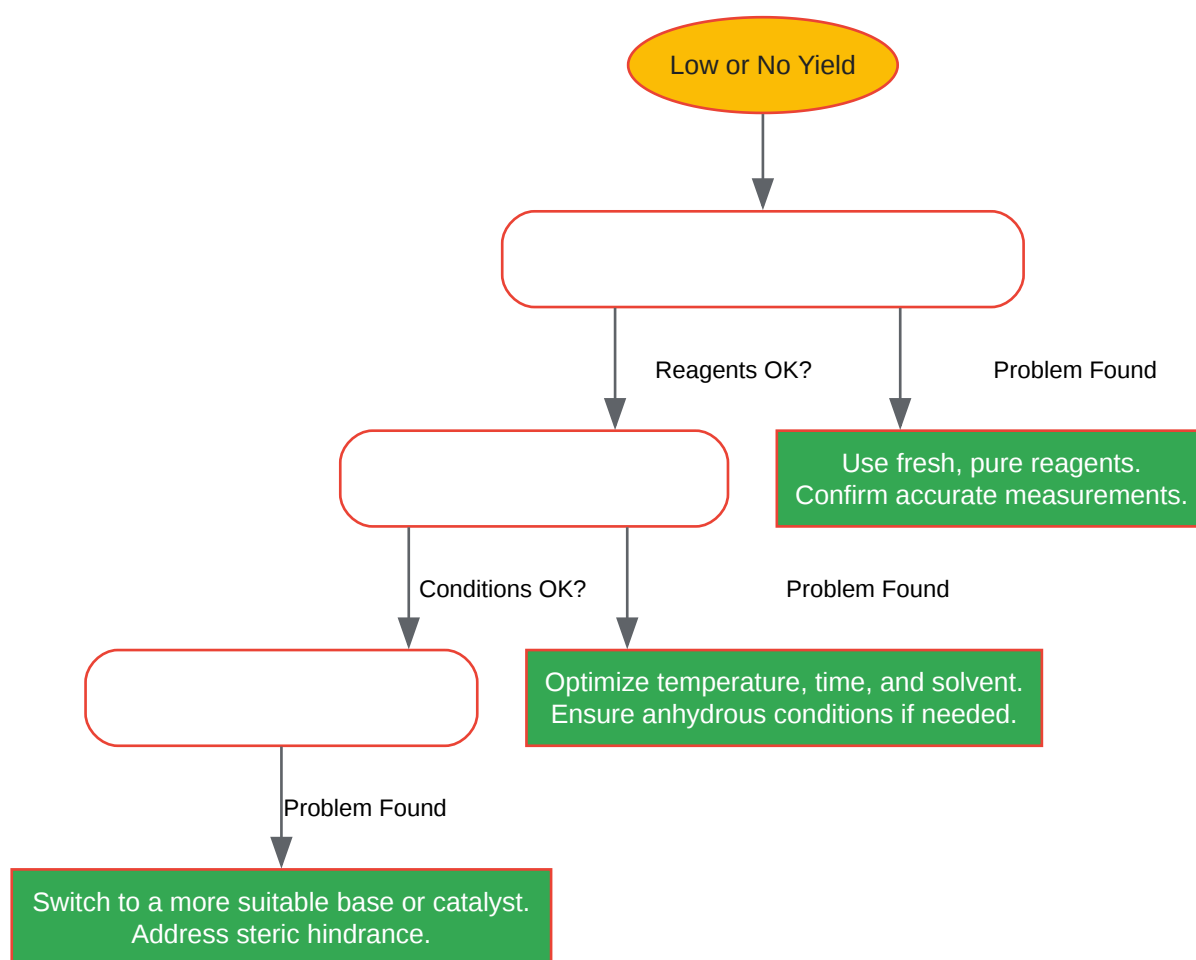 Low or No Yield
Reagents OK?
Problem Found
Use fresh, pure reagents.
Confirm accurate measurements.
Conditions OK?
Problem Found
Optimize temperature, time, and solvent.
Ensure anhydrous conditions if needed.
Problem Found
Switch to a more suitable base or catalyst.
Address steric hindrance.